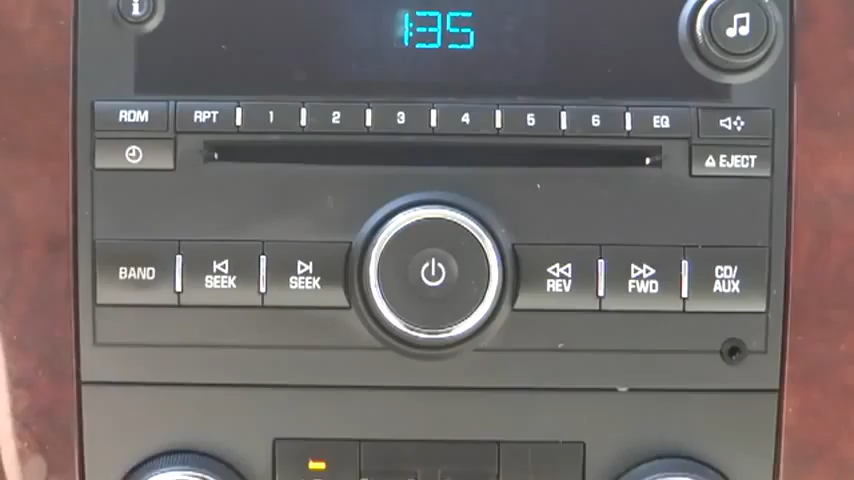 i
1:35
RDM RPT 1 2 3 4 5 6 EQ
EJECT
BAND SEEK SEEK REV FWD CD/
AUX